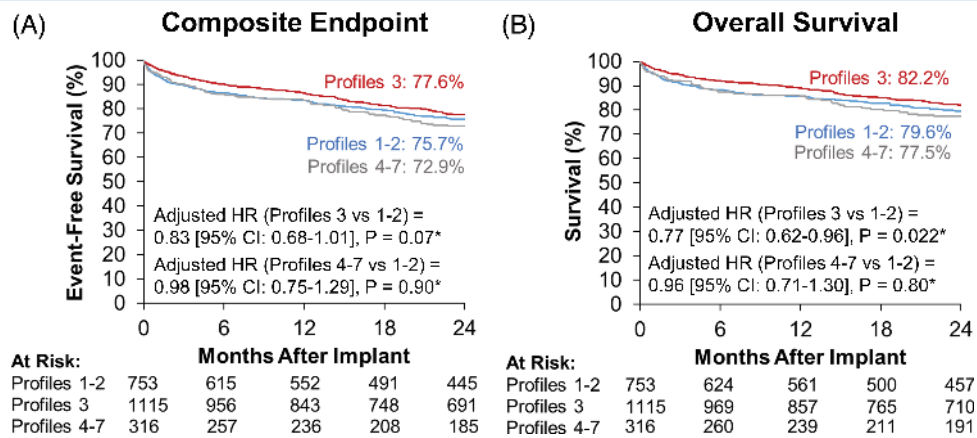 (A) Composite Endpoint
Event-Free Survival (%)
100
90
80
70
60
50
40
30
20
10
0
Profiles 3: 77.6%
Profiles 1-2: 75.7%
Profiles 4-7: 72.9%
Adjusted HR (Profiles 3 vs 1-2) =
0.83 [95% CI: 0.68-1.01], P = 0.07*
Adjusted HR (Profiles 4-7 vs 1-2) =
0.98 [95% CI: 0.75-1.29], P = 0.90*
0 6 12 18 24
Months After Implant
At Risk:
Profiles 1-2 753 615 552 491 445
Profiles 3 1115 956 843 748 691
Profiles 4-7 316 257 236 208 185
(B) Overall Survival
Survival (%)
100
90
80
70
60
50
40
30
20
10
0
Profiles 3: 82.2%
Profiles 1-2: 79.6%
Profiles 4-7: 77.5%
Adjusted HR (Profiles 3 vs 1-2) =
0.77 [95% CI: 0.62-0.96], P = 0.022*
Adjusted HR (Profiles 4-7 vs 1-2) =
0.96 [95% CI: 0.71-1.30], P = 0.80*
0 6 12 18 24
Months After Implant
At Risk:
Profiles 1-2 753 624 561 500 457
Profiles 3 1115 969 857 765 710
Profiles 4-7 316 260 239 211 191